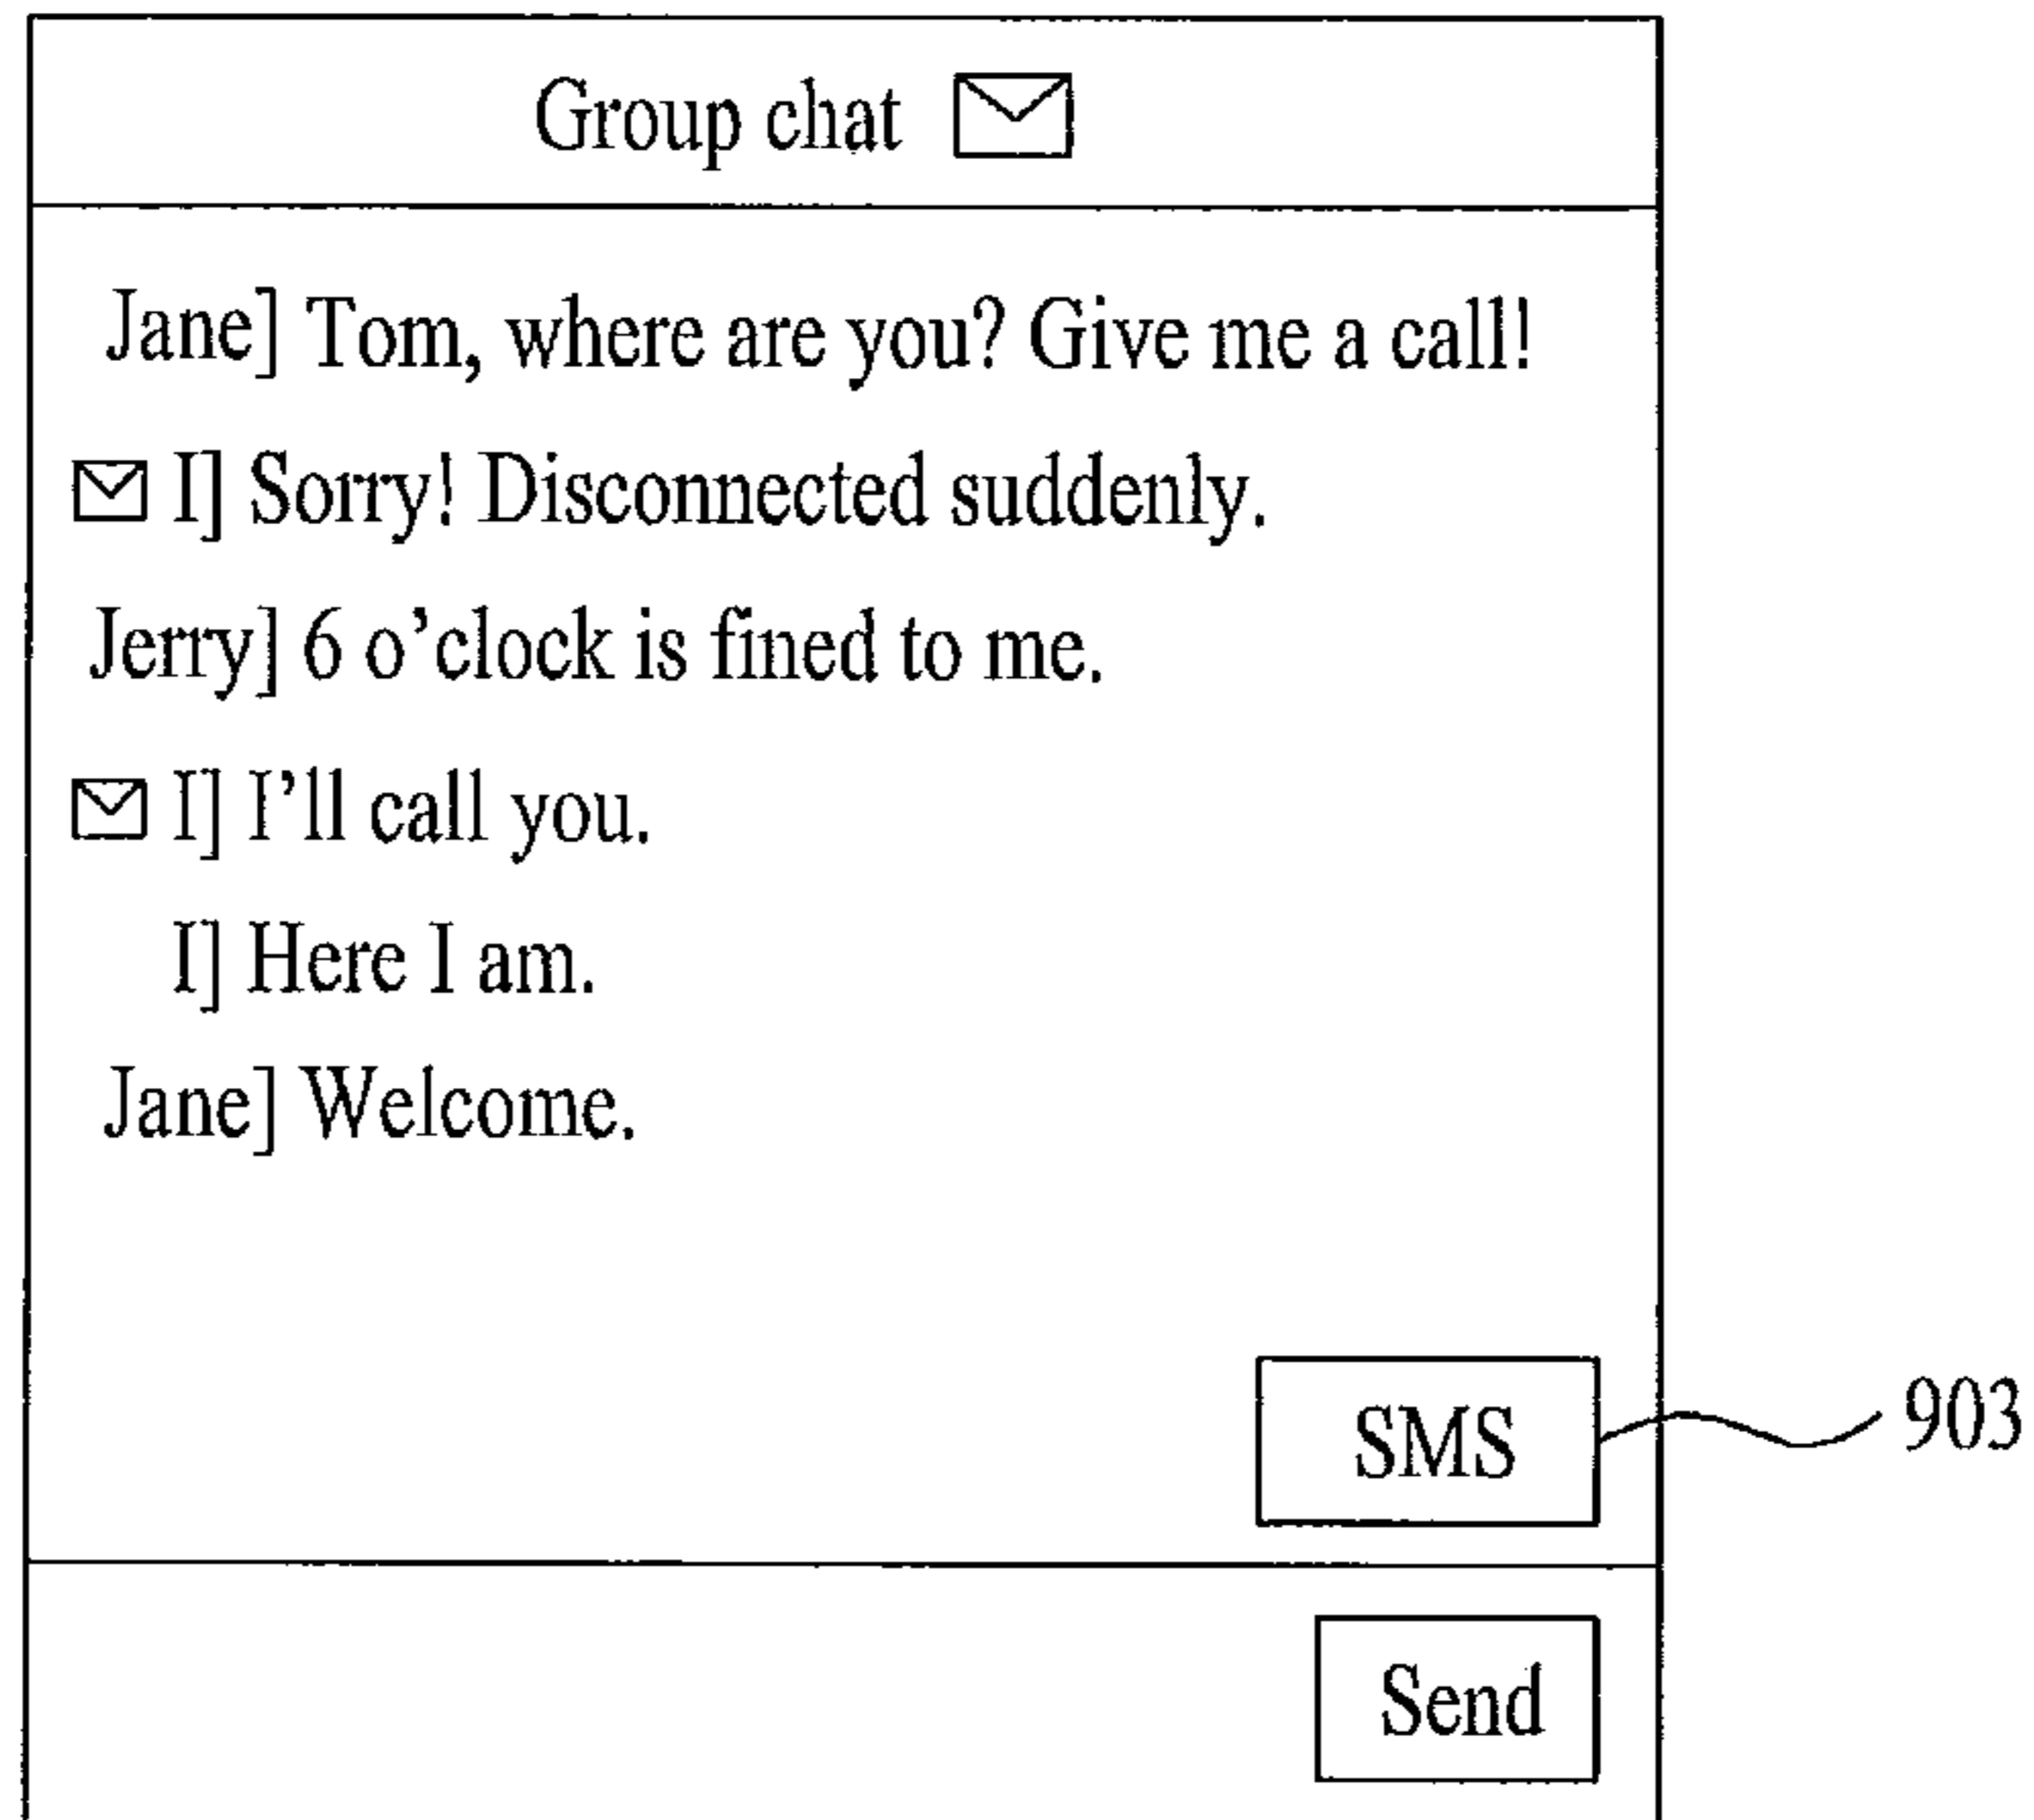 Group chat
Jane] Tom, where are you? Give me a call!
I] Sorry! Disconnected suddenly.
Jerry] 6 o’clock is fined to me.
I] I’ll call you.
I] Here I am.
Jane] Welcome.
SMS
903
Send